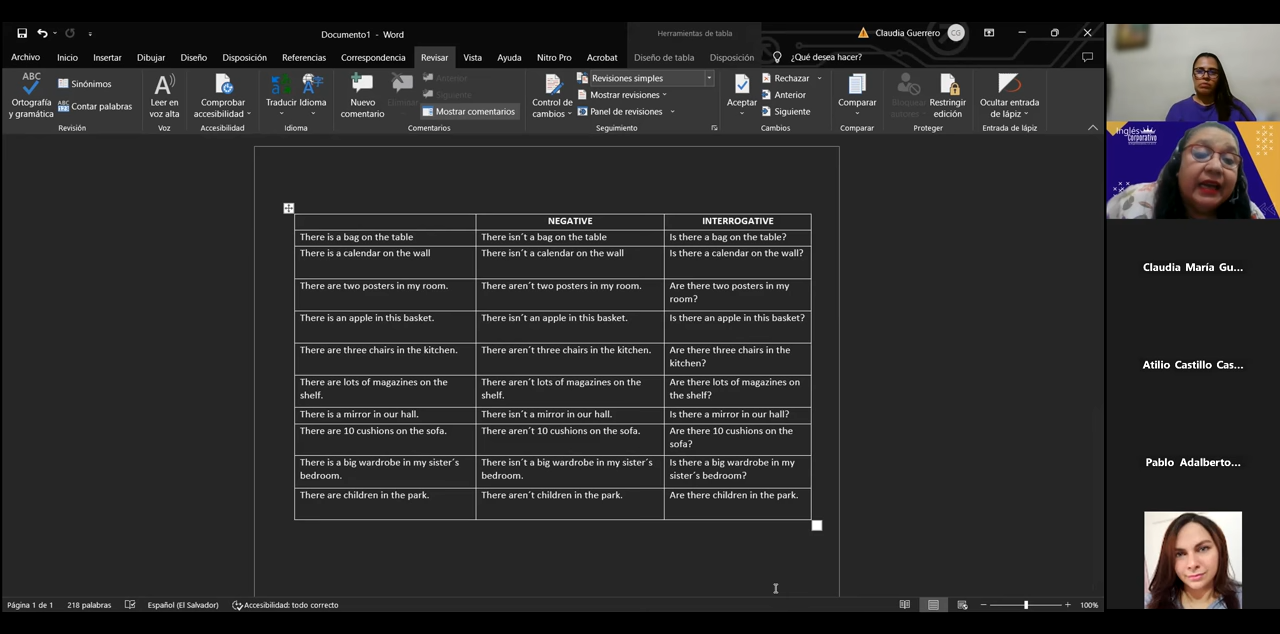 Documento1 - Word
Herramientas de tabla
Claudia Guerrero
CG
Archivo Inicio Insertar Dibujar Diseño Disposición Referencias Correspondencia Revisar Vista Ayuda Nitro Pro Acrobat Diseño de tabla Disposición ¿Qué desea hacer?
ABC
Ortografía y gramática
Sinónimos
Contar palabras
Revisión
Leer en voz alta
Voz
Comprobar accesibilidad
Accesibilidad
Traducir
Idioma
Idioma
Nuevo comentario
Eliminar
Anterior
Siguiente
Mostrar comentarios
Comentarios
Control de cambios
Revisiones simples
Mostrar revisiones
Panel de revisiones
Seguimiento
Aceptar
Rechazar
Anterior
Siguiente
Cambios
Comparar
Comparar
Bloquear autores
Restringir edición
Proteger
Ocultar entrada de lápiz
Entrada de lápiz
NEGATIVE INTERROGATIVE
There is a bag on the table There isn´t a bag on the table Is there a bag on the table?
There is a calendar on the wall There isn´t a calendar on the wall Is there a calendar on the wall?
There are two posters in my room. There aren´t two posters in my room. Are there two posters in my
room?
There is an apple in this basket. There isn´t an apple in this basket. Is there an apple in this basket?
There are three chairs in the kitchen. There aren´t three chairs in the kitchen. Are there three chairs in the
kitchen?
There are lots of magazines on the There aren´t lots of magazines on the Are there lots of magazines on
shelf. shelf. the shelf?
There is a mirror in our hall. There isn´t a mirror in our hall. Is there a mirror in our hall?
There are 10 cushions on the sofa. There aren´t 10 cushions on the sofa. Are there 10 cushions on the
sofa?
There is a big wardrobe in my sister´s There isn´t a big wardrobe in my sister´s Is there a big wardrobe in my
bedroom. bedroom. sister´s bedroom?
There are children in the park. There aren´t children in the park. Are there children in the park.
Página 1 de 1 218 palabras Español (El Salvador) Accesibilidad: todo correcto 100%
Inglés
Corporativo
Claudia María Gu...
Atilio Castillo Cas...
Pablo Adalberto...